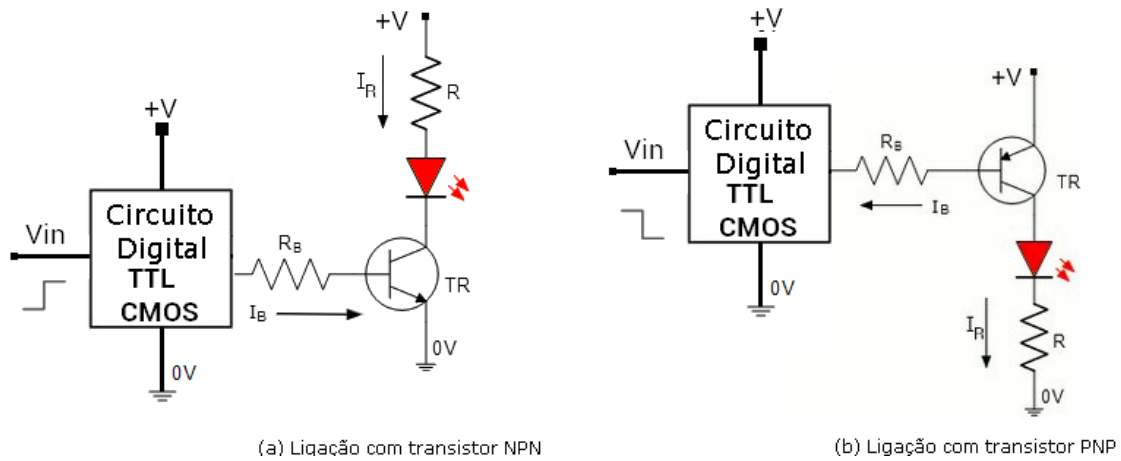 +V
I_R
R
+V
Vin
Circuito
Digital
TTL
CMOS
R_B
I_B
TR
0V
0V
(a) Ligação com transistor NPN
+V
+V
Vin
Circuito
Digital
TTL
CMOS
R_B
I_B
TR
0V
I_R
R
0V
(b) Ligação com transistor PNP